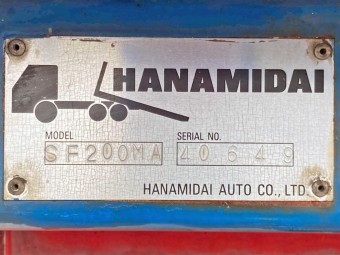 HANAMIDAI
MODEL SERIAL NO.
SF200MA 40649
HANAMIDAI AUTO CO., LTD.